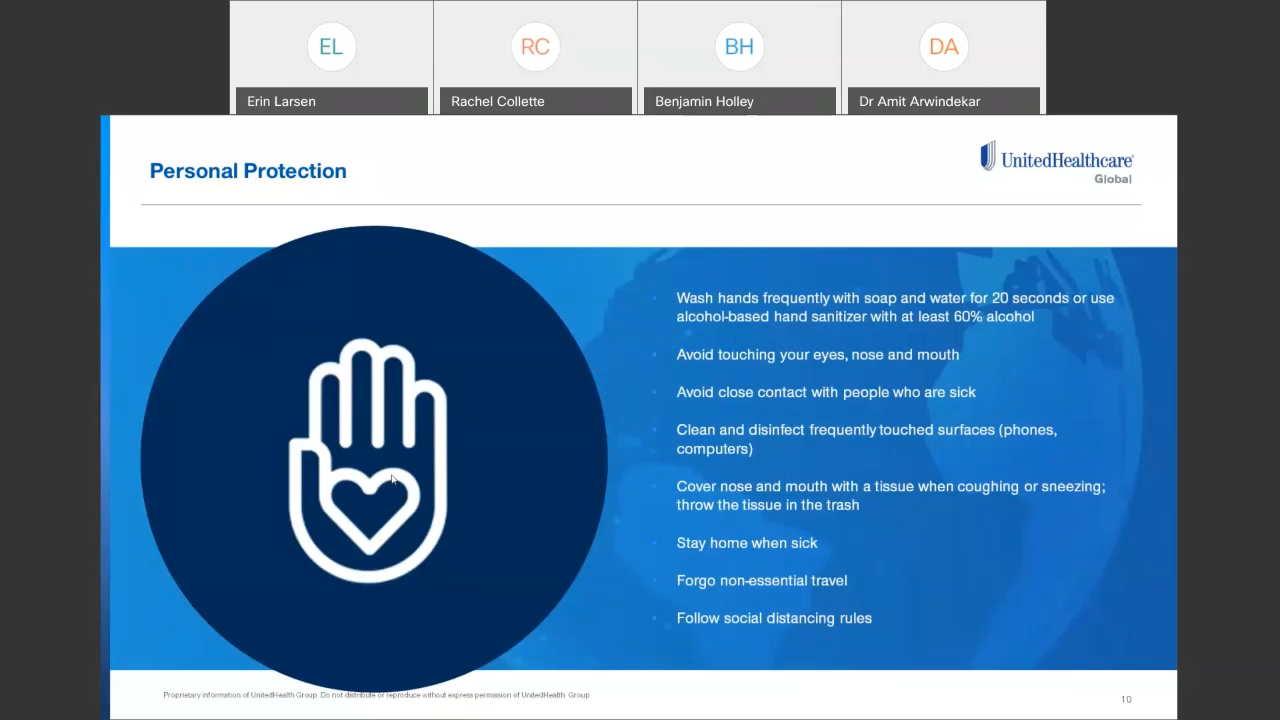 EL
RC
BH
DA
Erin Larsen
Rachel Collette
Benjamin Holley
Dr Amit Arwindekar
Personal Protection
UnitedHealthcare
Global
Wash hands frequently with soap and water for 20 seconds or use
alcohol-based hand sanitizer with at least 60% alcohol
Avoid touching your eyes, nose and mouth
Avoid close contact with people who are sick
Clean and disinfect frequently touched surfaces (phones,
computers)
Cover nose and mouth with a tissue when coughing or sneezing;
throw the tissue in the trash
Stay home when sick
Forgo non-essential travel
Follow social distancing rules
Proprietary information of UnitedHealth Group. Do not distribute or reproduce without express permission of UnitedHealth Group.
10